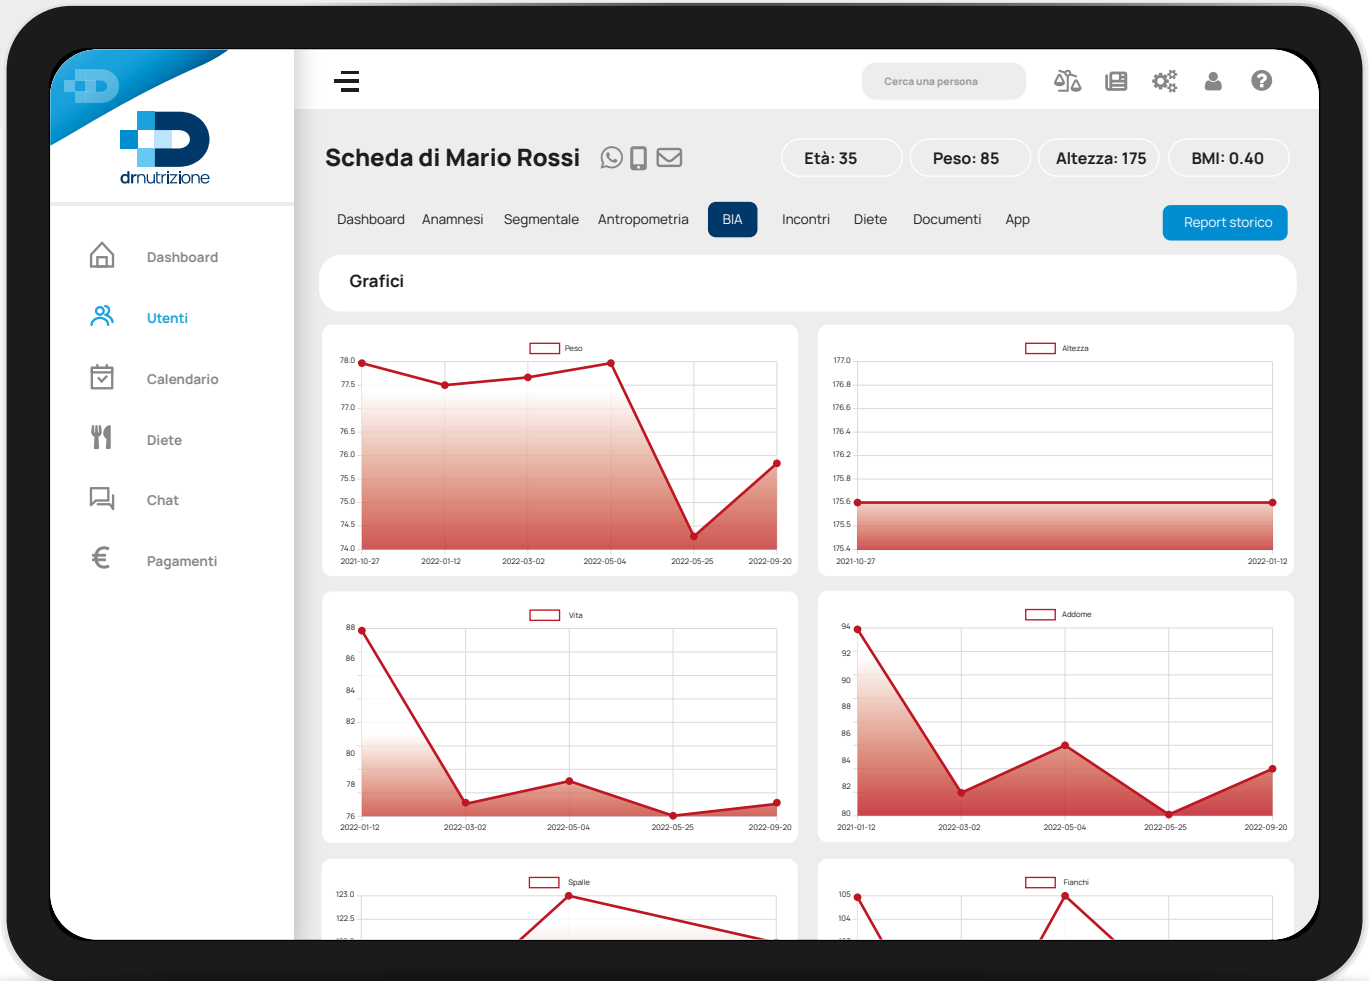 Cerca una persona
drnutrizione
Scheda di Mario Rossi
Età: 35
Peso: 85
Altezza: 175
BMI: 0.40
Dashboard
Anamnesi
Segmentale
Antropometria
BIA
Incontri
Diete
Documenti
App
Report storico
Dashboard
Utenti
Calendario
Diete
Chat
Pagamenti
Grafici
Peso
78.0
77.5
77.0
76.5
76.0
75.5
75.0
74.5
74.0
2021-10-27 2022-01-12 2022-03-02 2022-05-04 2022-05-25 2022-09-20
Altezza
177.0
176.8
176.6
176.4
176.2
175.8
175.6
175.5
175.4
2021-10-27 2022-01-12
Vita
88
86
84
82
80
78
76
2022-01-12 2022-03-02 2022-05-04 2022-05-25 2022-09-20
Addome
94
92
90
88
86
84
82
80
2021-01-12 2022-03-02 2022-05-04 2022-05-25 2022-09-20
Spalle
123.0
122.5
Fianchi
105
104